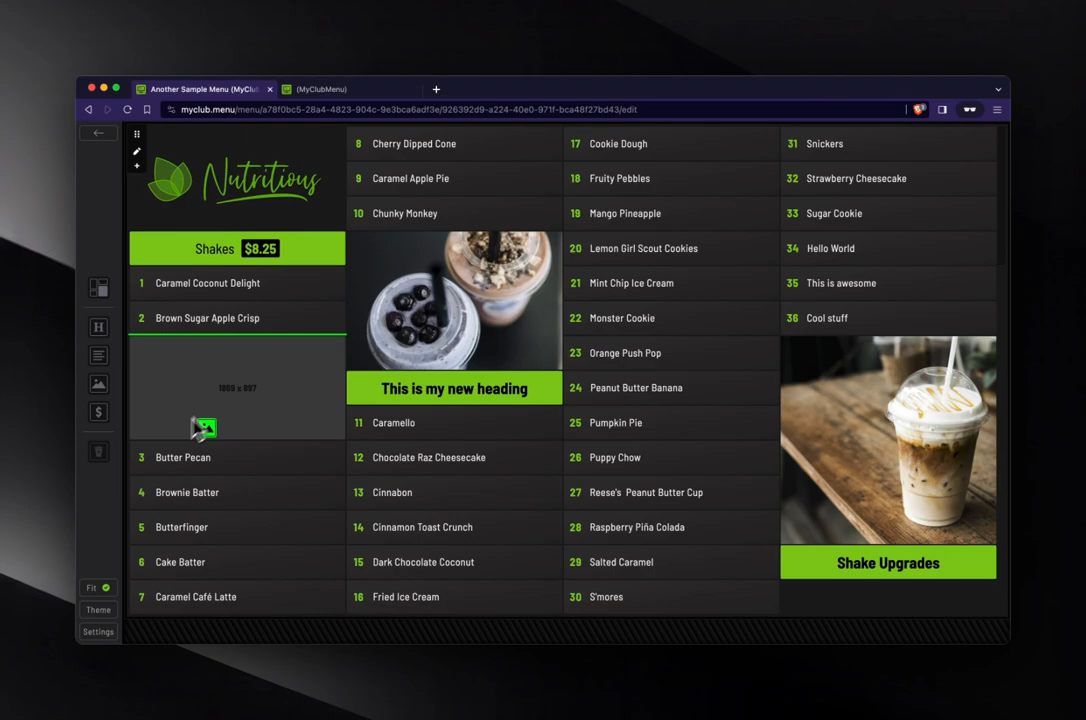 Another Sample Menu (MyClub
(MyClubMenu)
myclub.menu/menu/a78f0bc5-28a4-4823-904c-9e3bca6adf3e/926392d9-a224-40e0-971f-bca48f27bd43/edit
Nutritious
Shakes $8.25
1 Caramel Coconut Delight
2 Brown Sugar Apple Crisp
3 Butter Pecan
4 Brownie Batter
5 Butterfinger
6 Cake Batter
7 Caramel Café Latte
8 Cherry Dipped Cone
9 Caramel Apple Pie
10 Chunky Monkey
This is my new heading
11 Caramello
12 Chocolate Raz Cheesecake
13 Cinnabon
14 Cinnamon Toast Crunch
15 Dark Chocolate Coconut
16 Fried Ice Cream
17 Cookie Dough
18 Fruity Pebbles
19 Mango Pineapple
20 Lemon Girl Scout Cookies
21 Mint Chip Ice Cream
22 Monster Cookie
23 Orange Push Pop
24 Peanut Butter Banana
25 Pumpkin Pie
26 Puppy Chow
27 Reese's Peanut Butter Cup
28 Raspberry Piña Colada
29 Salted Caramel
30 S'mores
31 Snickers
32 Strawberry Cheesecake
33 Sugar Cookie
34 Hello World
35 This is awesome
36 Cool stuff
Shake Upgrades
H
$
Fit
Theme
Settings